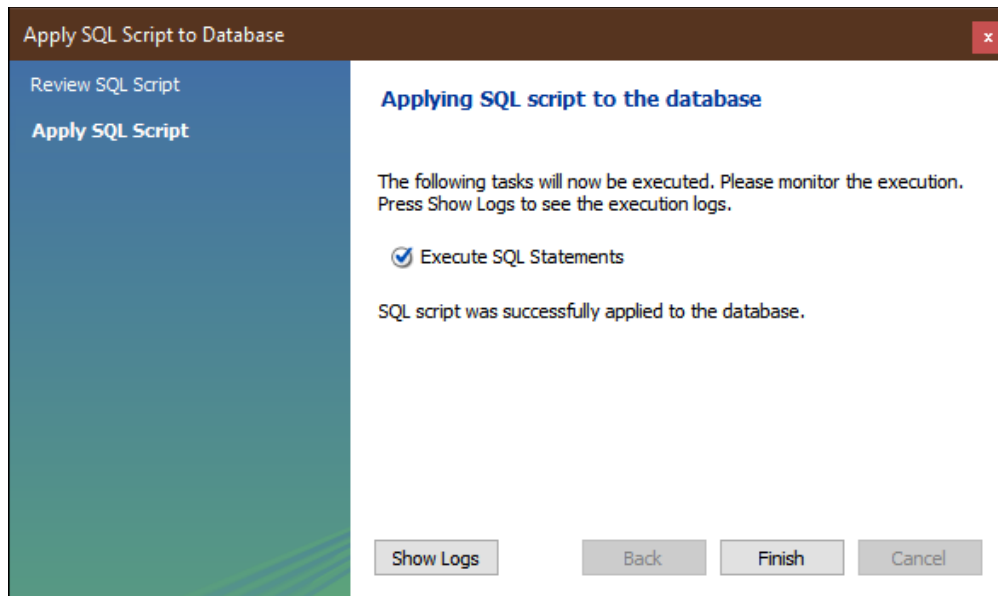 Apply SQL Script to Database
x
Review SQL Script
Apply SQL Script
Applying SQL script to the database
The following tasks will now be executed. Please monitor the execution.
Press Show Logs to see the execution logs.
Execute SQL Statements
SQL script was successfully applied to the database.
Show Logs
Back
Finish
Cancel